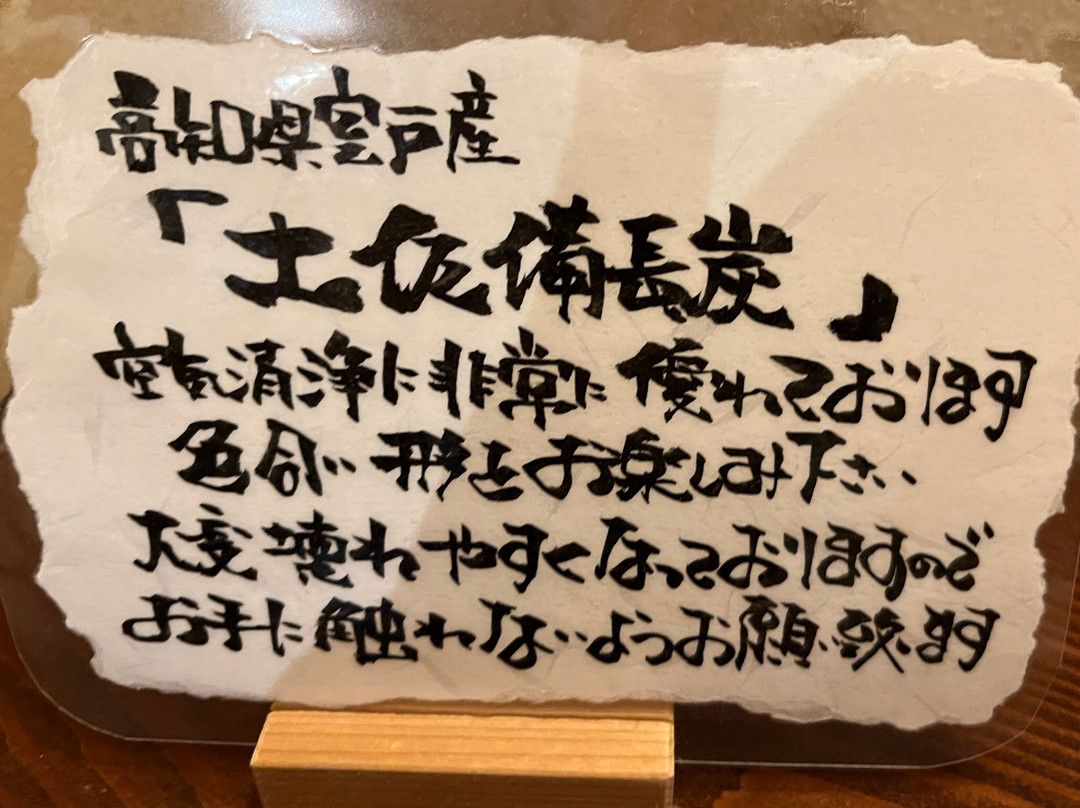 高知県室戸産
「土佐備長炭」
空気清浄に非常に優れております
色合い形とお楽しみ下さい
大変壊れやすくなっておりますので
お手に触れないようお願い致ます